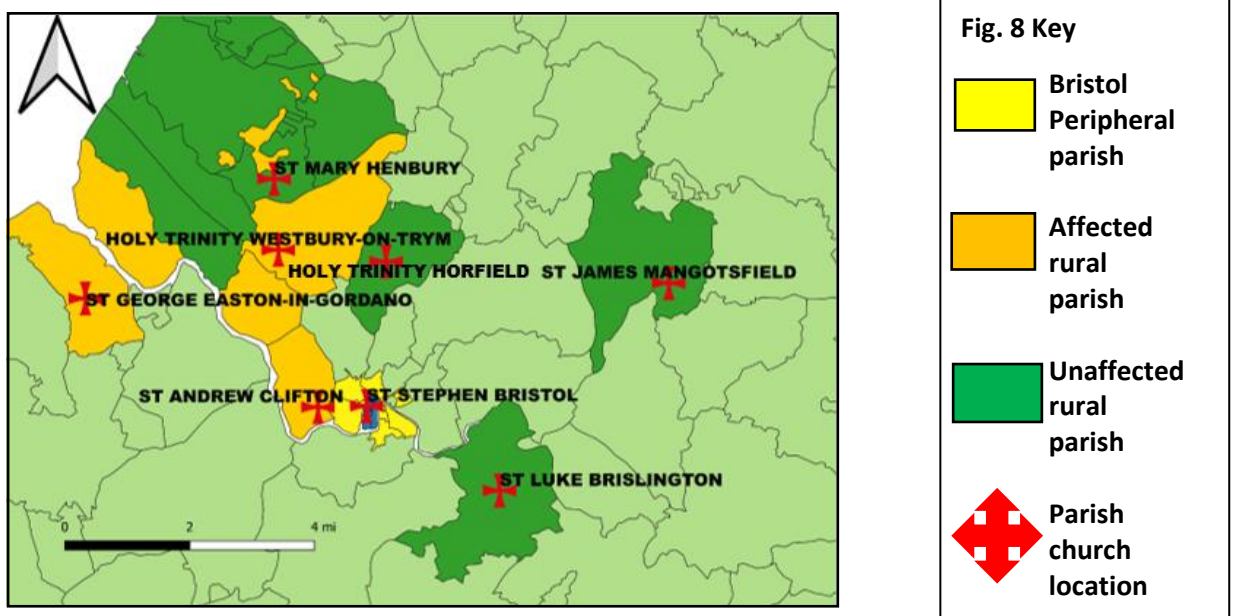 ST MARY HENBURY
HOLY TRINITY WESTBURY-ON-TRYM
HOLY TRINITY HORFIELD
ST JAMES MANGOTSFIELD
ST GEORGE EASTON-IN-GORDANO
ST ANDREW CLIFTON
ST STEPHEN BRISTOL
ST LUKE BRISLINGTON
0 2 4 mi
Fig. 8 Key
Bristol
Peripheral
parish
Affected
rural
parish
Unaffected
rural
parish
Parish
church
location